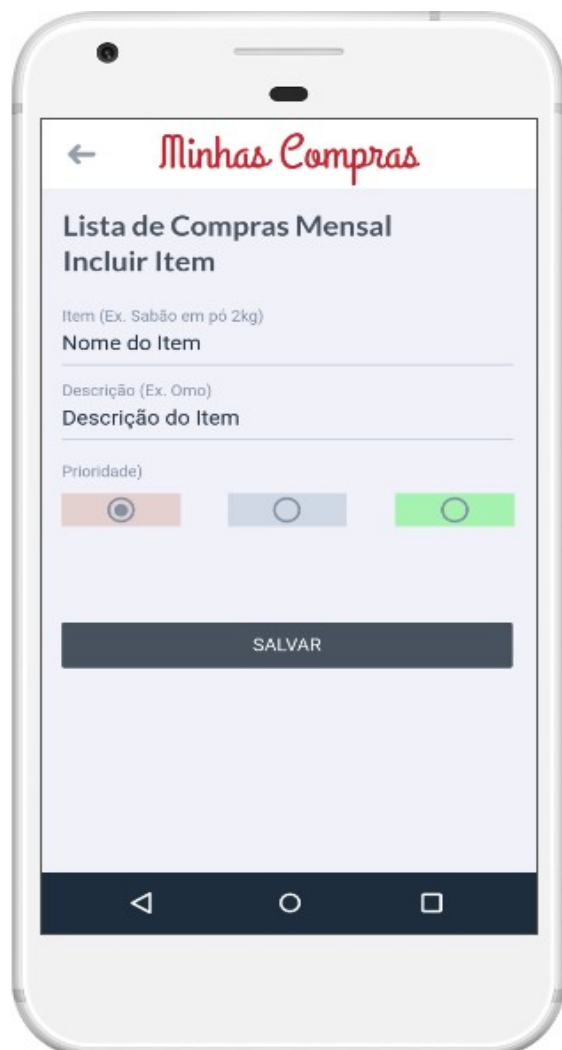 Minhas Compras
Lista de Compras Mensal
Incluir Item
Item (Ex. Sabão em pó 2kg)
Nome do Item
Descrição (Ex. Omo)
Descrição do Item
Prioridade)
SALVAR